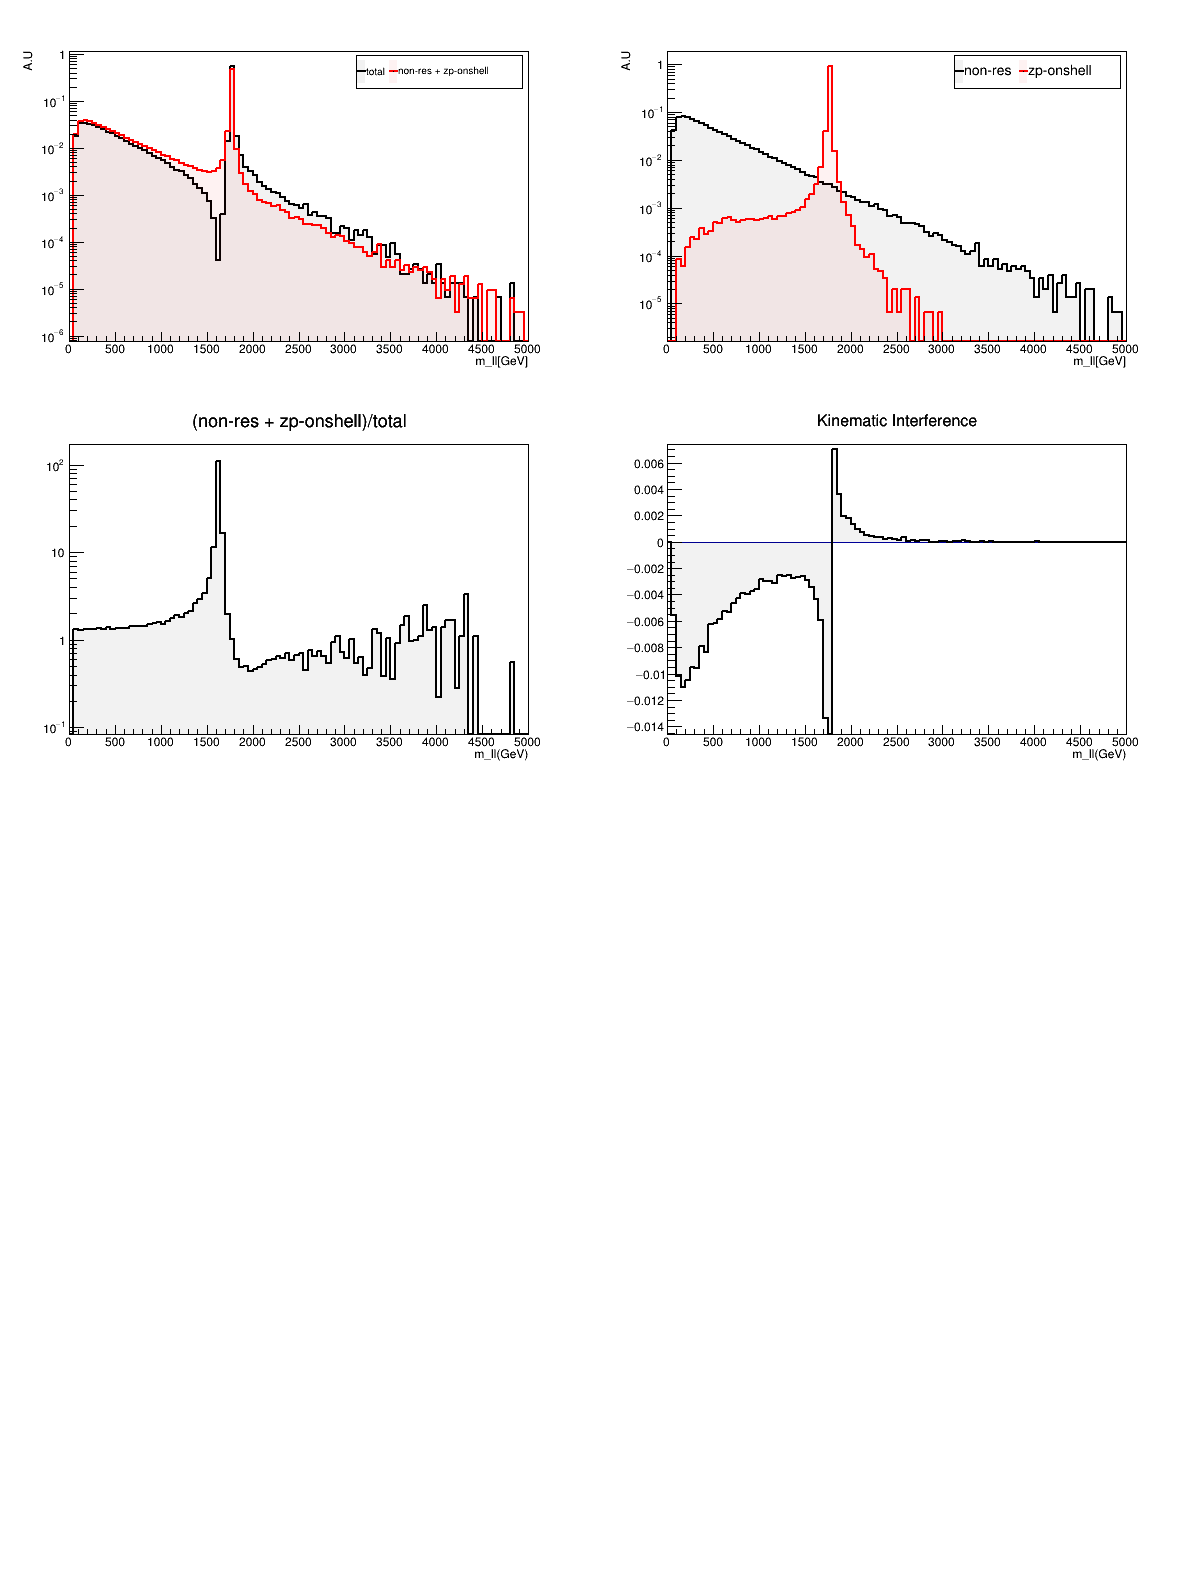 A.U
total non-res + zp-onshell
1
10⁻¹
10⁻²
10⁻³
10⁻⁴
10⁻⁵
10⁻⁶
0 500 1000 1500 2000 2500 3000 3500 4000 4500 5000
m_ll[GeV]
A.U
non-res zp-onshell
1
10⁻¹
10⁻²
10⁻³
10⁻⁴
10⁻⁵
0 500 1000 1500 2000 2500 3000 3500 4000 4500 5000
m_ll[GeV]
(non-res + zp-onshell)/total
10²
10
1
10⁻¹
0 500 1000 1500 2000 2500 3000 3500 4000 4500 5000
m_ll(GeV)
Kinematic Interference
0.006
0.004
0.002
0
−0.002
−0.004
−0.006
−0.008
−0.01
−0.012
−0.014
0 500 1000 1500 2000 2500 3000 3500 4000 4500 5000
m_ll(GeV)